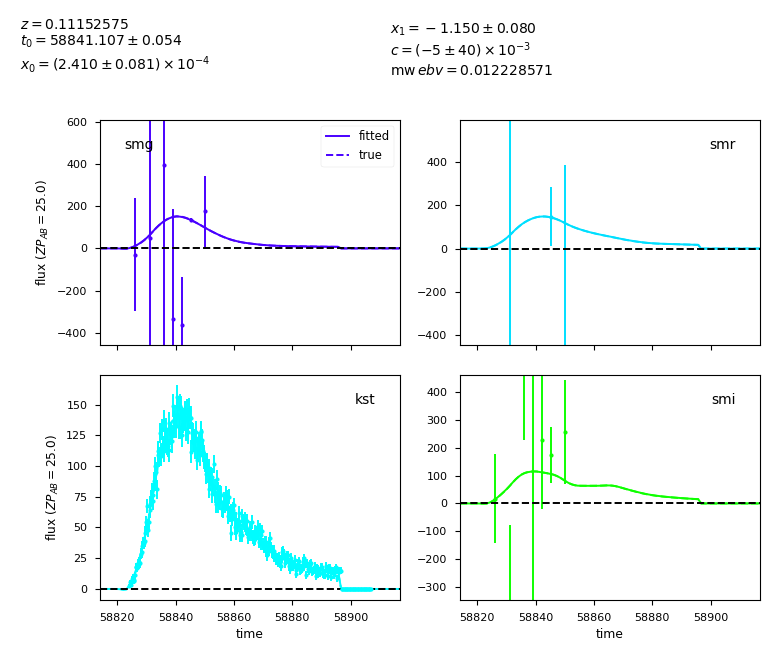 z = 0.11152575
t₀ = 58841.107 ± 0.054
x₀ = (2.410 ± 0.081) × 10⁻⁴
x₁ = −1.150 ± 0.080
c = (−5 ± 40) × 10⁻³
mw ebv = 0.012228571
smg
fitted
true
600
400
200
0
−200
−400
flux (ZP_AB = 25.0)
smr
400
200
0
−200
−400
kst
150
125
100
75
50
25
0
flux (ZP_AB = 25.0)
58820 58840 58860 58880 58900
time
smi
400
300
200
100
0
−100
−200
−300
58820 58840 58860 58880 58900
time